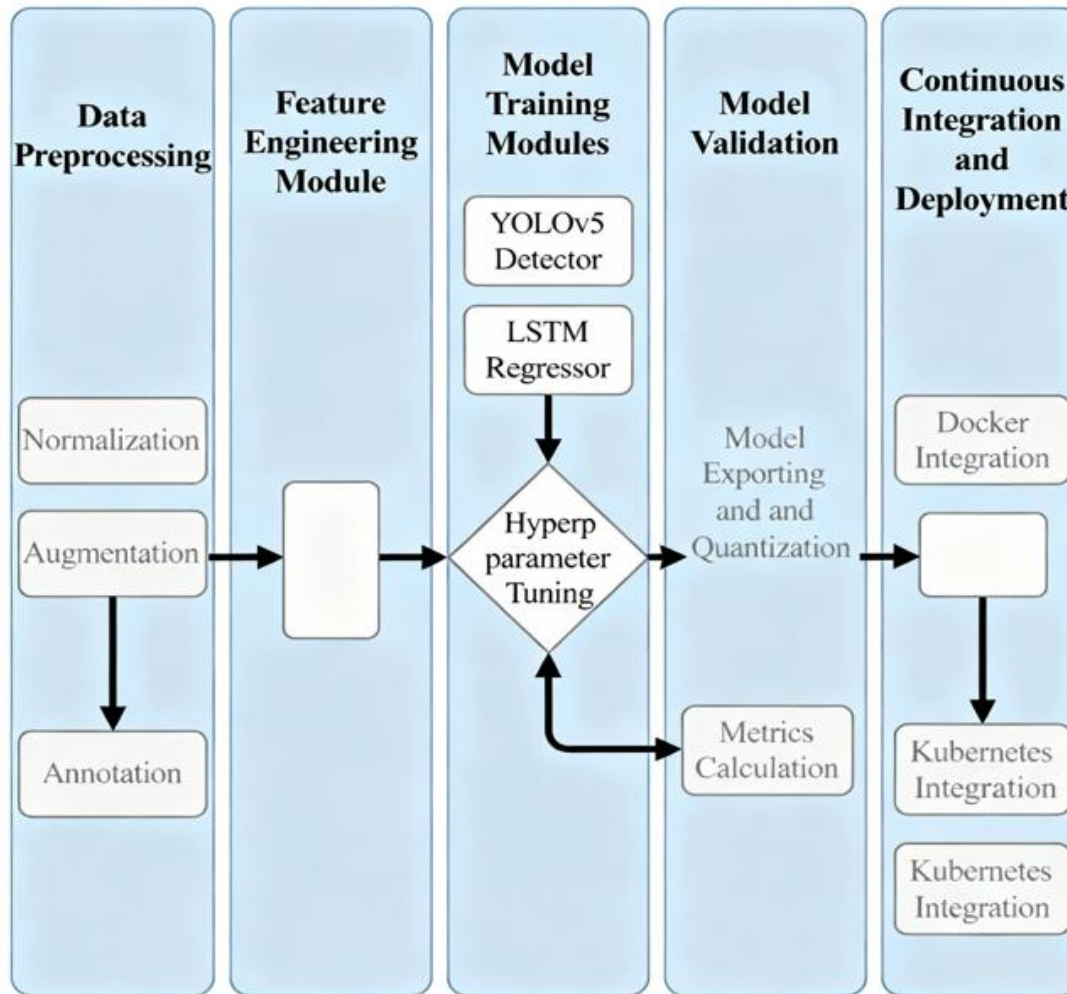 Data
Preprocessing
Normalization
Augmentation
Annotation
Feature
Engineering
Module
Model
Training
Modules
YOLOv5
Detector
LSTM
Regressor
Hyperp
parameter
Tuning
Model
Validation
Model
Exporting
and and
Quantization
Metrics
Calculation
Continuous
Integration
and
Deployment
Docker
Integration
Kubernetes
Integration
Kubernetes
Integration